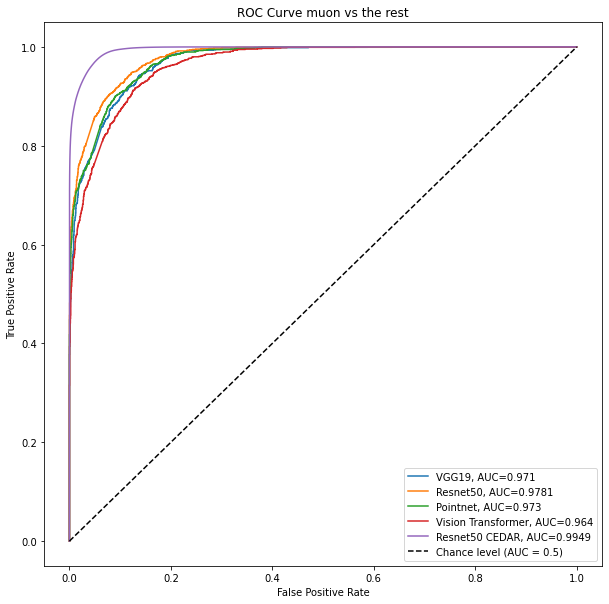 ROC Curve muon vs the rest
1.0
0.8
0.6
0.4
0.2
0.0
True Positive Rate
VGG19, AUC=0.971
Resnet50, AUC=0.9781
Pointnet, AUC=0.973
Vision Transformer, AUC=0.964
Resnet50 CEDAR, AUC=0.9949
Chance level (AUC = 0.5)
0.0 0.2 0.4 0.6 0.8 1.0
False Positive Rate